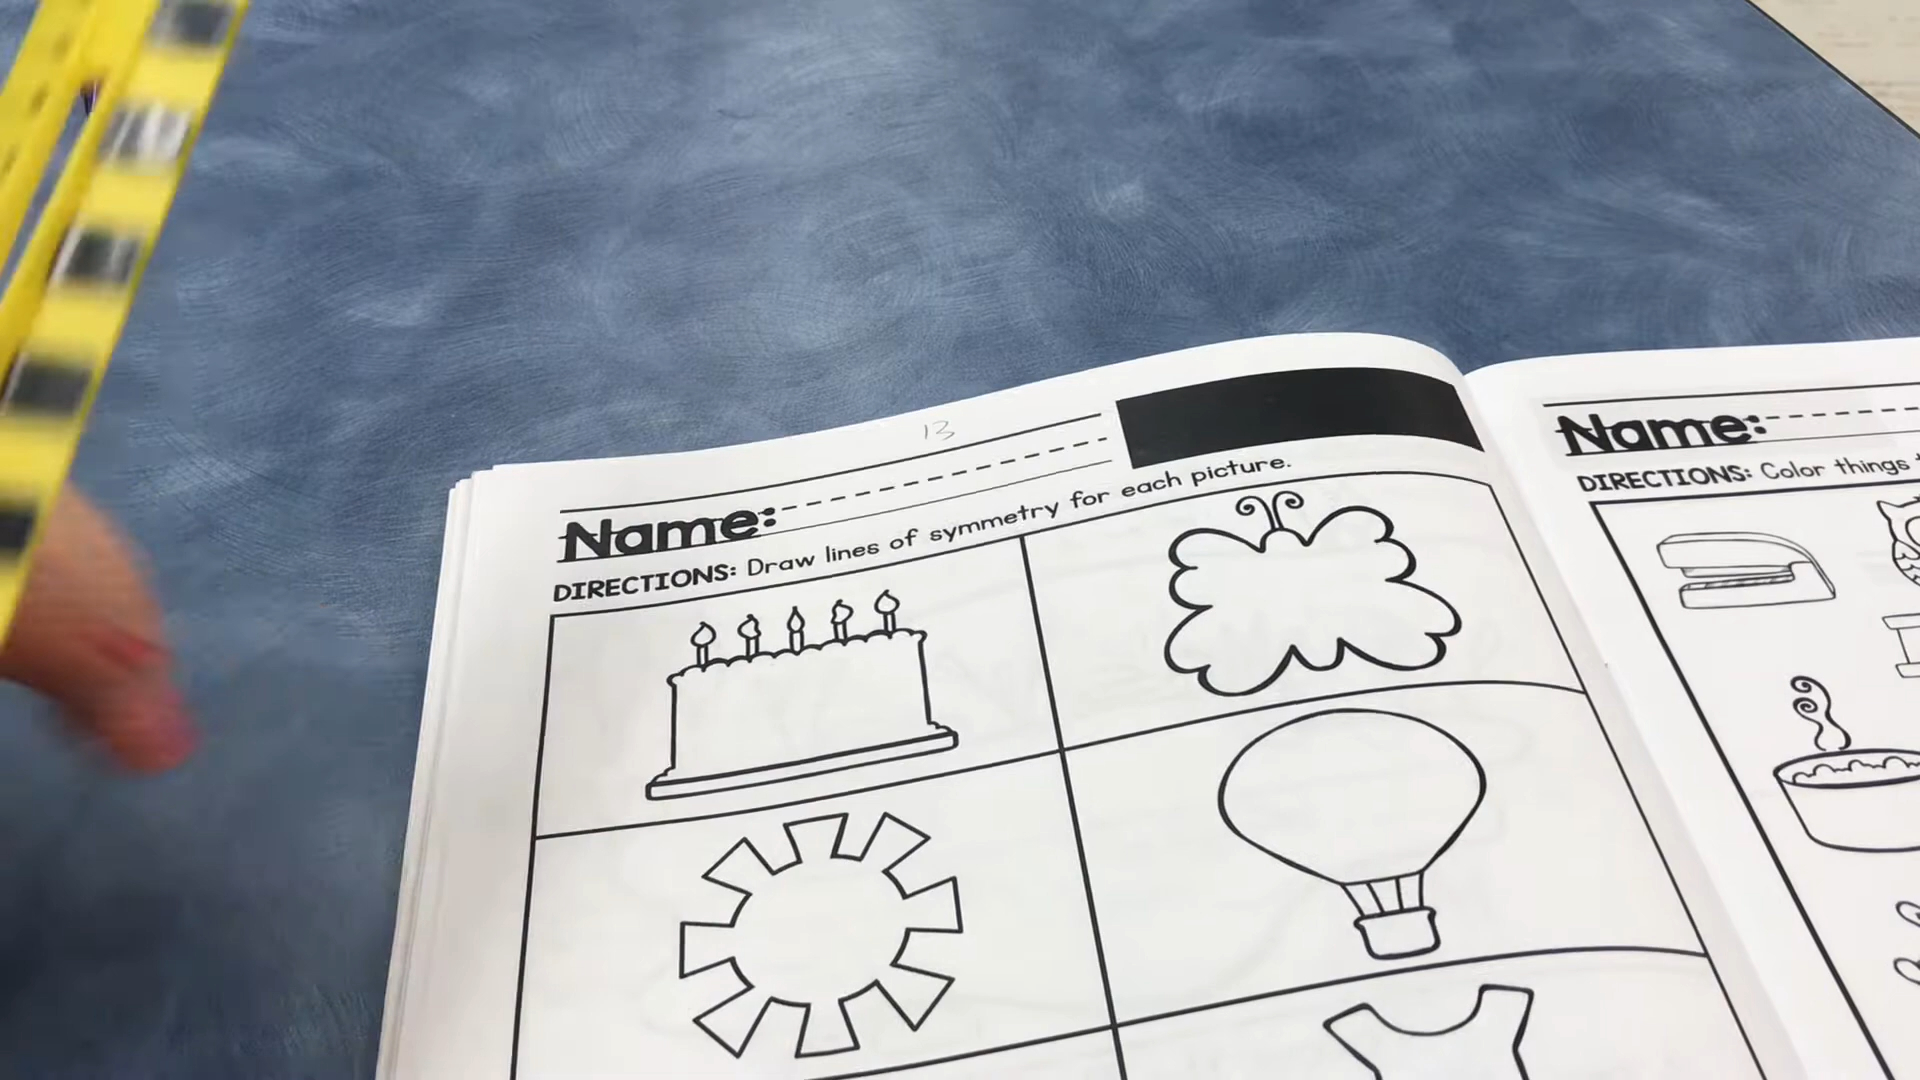 13
Name:
DIRECTIONS: Draw lines of symmetry for each picture.
Name:
DIRECTIONS: Color things